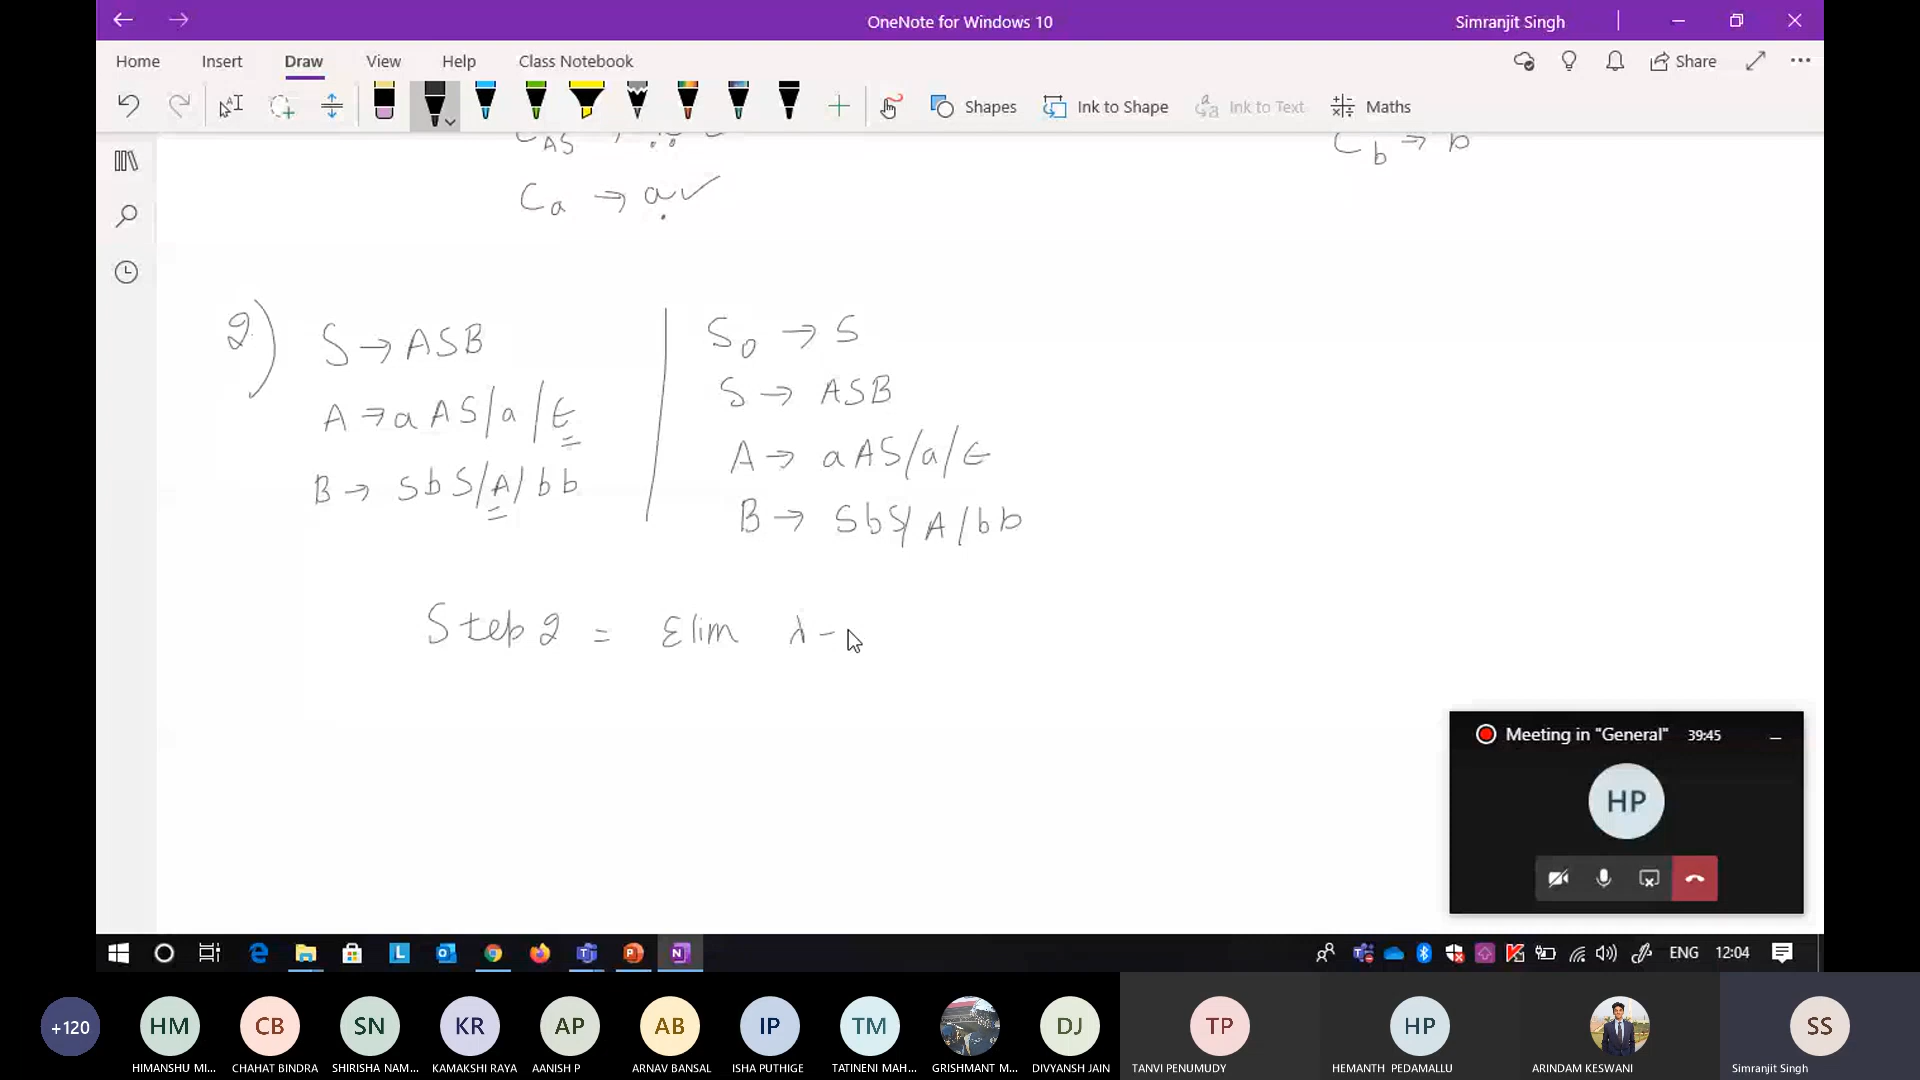 OneNote for Windows 10
Simranjit Singh
Home Insert Draw View Help Class Notebook
Share
Shapes Ink to Shape Ink to Text Maths
C_AS →
C_b → b
C_a → a ✓
2)
S → ASB
A → aAS/a/ε
B → SbS/A/bb
S_0 → S
S → ASB
A → aAS/a/ε
B → SbS/A/bb
Step 2 = Elim λ -
Meeting in "General" 39:45
HP
ENG 12:04
+120 HM CB SN KR AP AB IP TM DJ TP HP SS
HIMANSHU MI... CHAHAT BINDRA SHIRISHA NAM... KAMAKSHI RAYA AANISH P ARNAV BANSAL ISHA PUTHIGE TATINENI MAH... GRISHMANT M... DIVYANSH JAIN TANVI PENUMUDY HEMANTH PEDAMALLU ARINDAM KESWANI Simranjit Singh